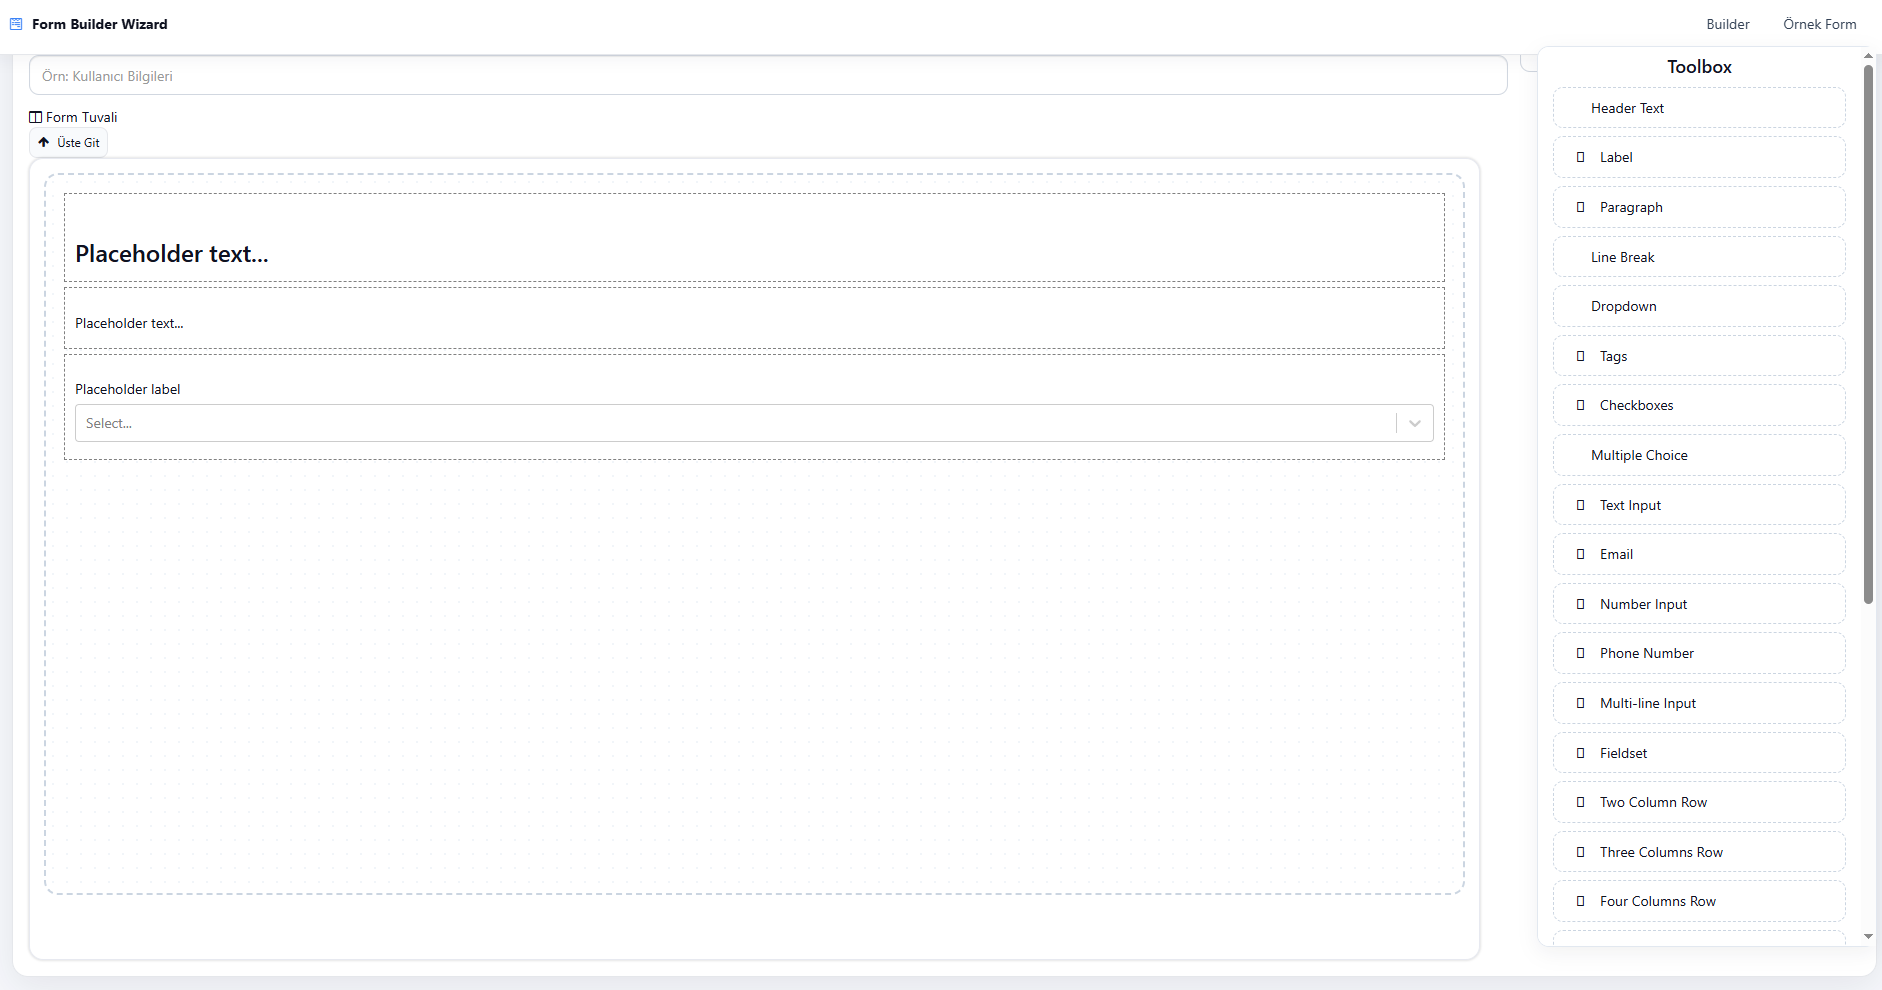 Form Builder Wizard
Builder
Örnek Form
Örn: Kullanıcı Bilgileri
Form Tuvali
Üste Git
Placeholder text...
Placeholder text...
Placeholder label
Select...
Toolbox
Header Text
Label
Paragraph
Line Break
Dropdown
Tags
Checkboxes
Multiple Choice
Text Input
Email
Number Input
Phone Number
Multi-line Input
Fieldset
Two Column Row
Three Columns Row
Four Columns Row